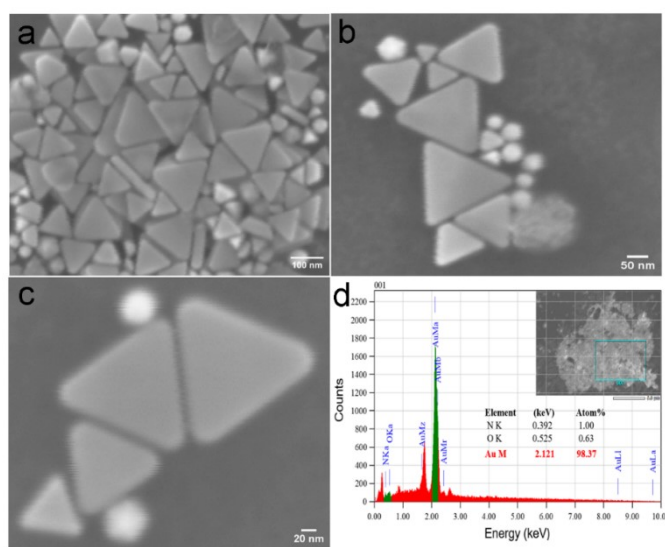 a
100 nm
b
50 nm
c
20 nm
d
001
2200
2000
1800
1600
1400
1200
1000
800
600
400
200
0
Counts
0.00 1.00 2.00 3.00 4.00 5.00 6.00 7.00 8.00 9.00 10.0
Energy (keV)
NKa
OKa
AuMz
AuMa
AuMb
AuMr
AuLl
AuLa
Element (keV) Atom%
N K 0.392 1.00
O K 0.525 0.63
Au M 2.121 98.37